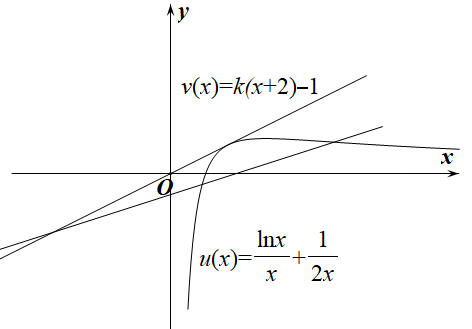 y
v(x)=k(x+2)−1
x
O
u(x)=lnx/x+1/2x